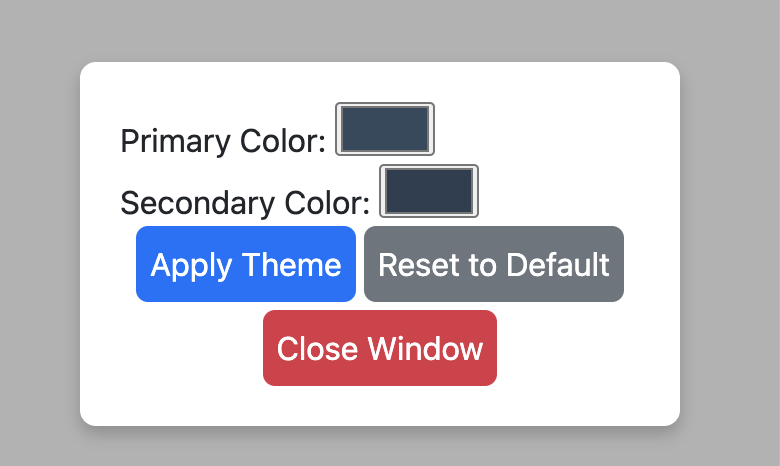 Primary Color:
Secondary Color:
Apply Theme Reset to Default
Close Window